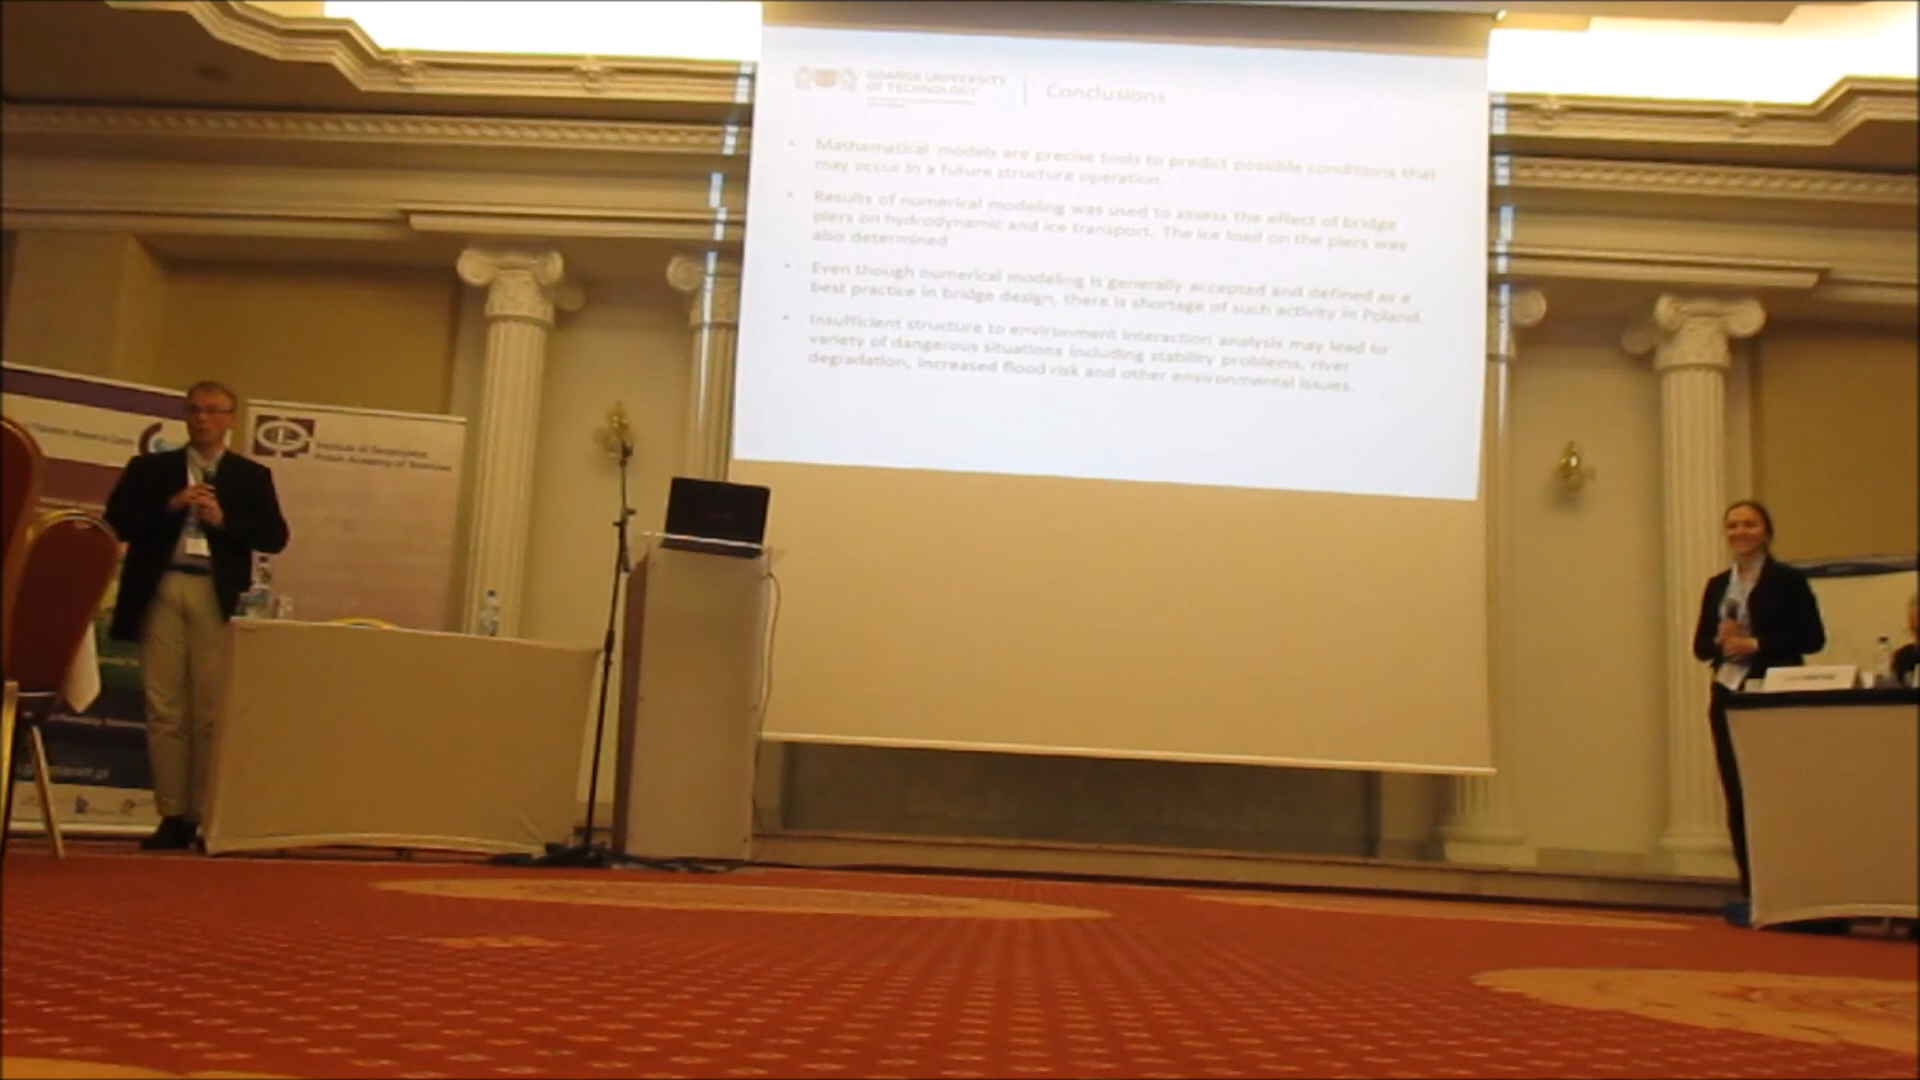 GDAŃSK UNIVERSITY
OF TECHNOLOGY
Conclusions
• Mathematical models are precise tools to predict possible conditions that
may occur in a future structure operation.
• Results of numerical modeling was used to assess the effect of bridge
piers on hydrodynamic and ice transport. The ice load on the piers was
also determined
• Even though numerical modeling is generally accepted and defined as a
best practice in bridge design, there is shortage of such activity in Poland.
• Insufficient structure to environment interaction analysis may lead to
variety of dangerous situations including stability problems, river
degradation, increased flood risk and other environmental issues.
Institute of Geophysics
Polish Academy of Sciences